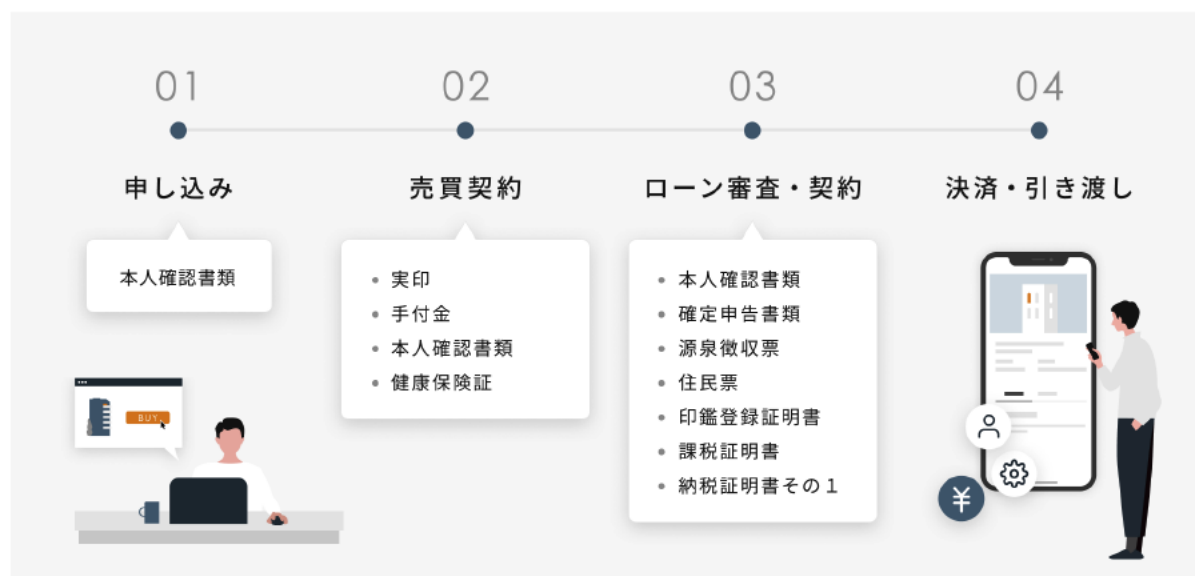 01
02
03
04
申し込み
売買契約
ローン審査・契約
決済・引き渡し
本人確認書類
• 実印
• 手付金
• 本人確認書類
• 健康保険証
• 本人確認書類
• 確定申告書類
• 源泉徴収票
• 住民票
• 印鑑登録証明書
• 課税証明書
• 納税証明書その1
BUY
¥